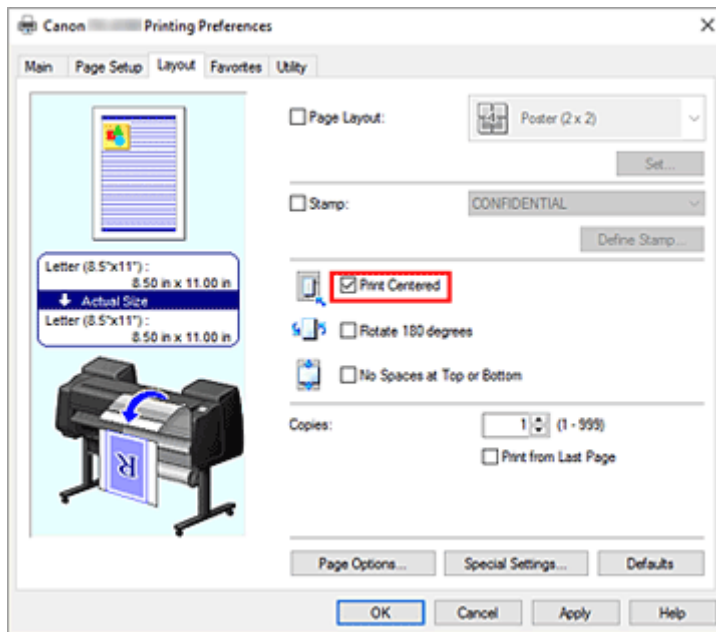 Canon Printing Preferences
Main Page Setup Layout Favorites Utility
Page Layout:
Poster (2 x 2)
Set...
Stamp:
CONFIDENTIAL
Define Stamp...
Letter (8.5"x11") :
8.50 in x 11.00 in
Actual Size
Letter (8.5"x11") :
8.50 in x 11.00 in
Print Centered
Rotate 180 degrees
No Spaces at Top or Bottom
Copies:
1 (1 - 999)
Print from Last Page
R
Page Options... Special Settings... Defaults
OK Cancel Apply Help